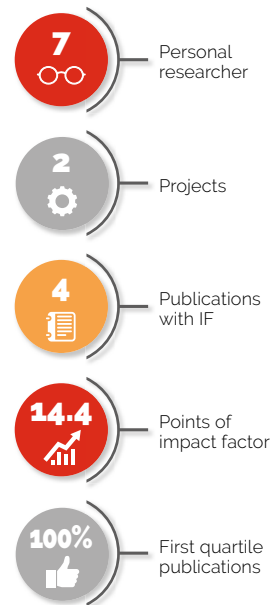 7
Personal
researcher
2
Projects
4
Publications
with IF
14.4
Points of
impact factor
100%
First quartile
publications